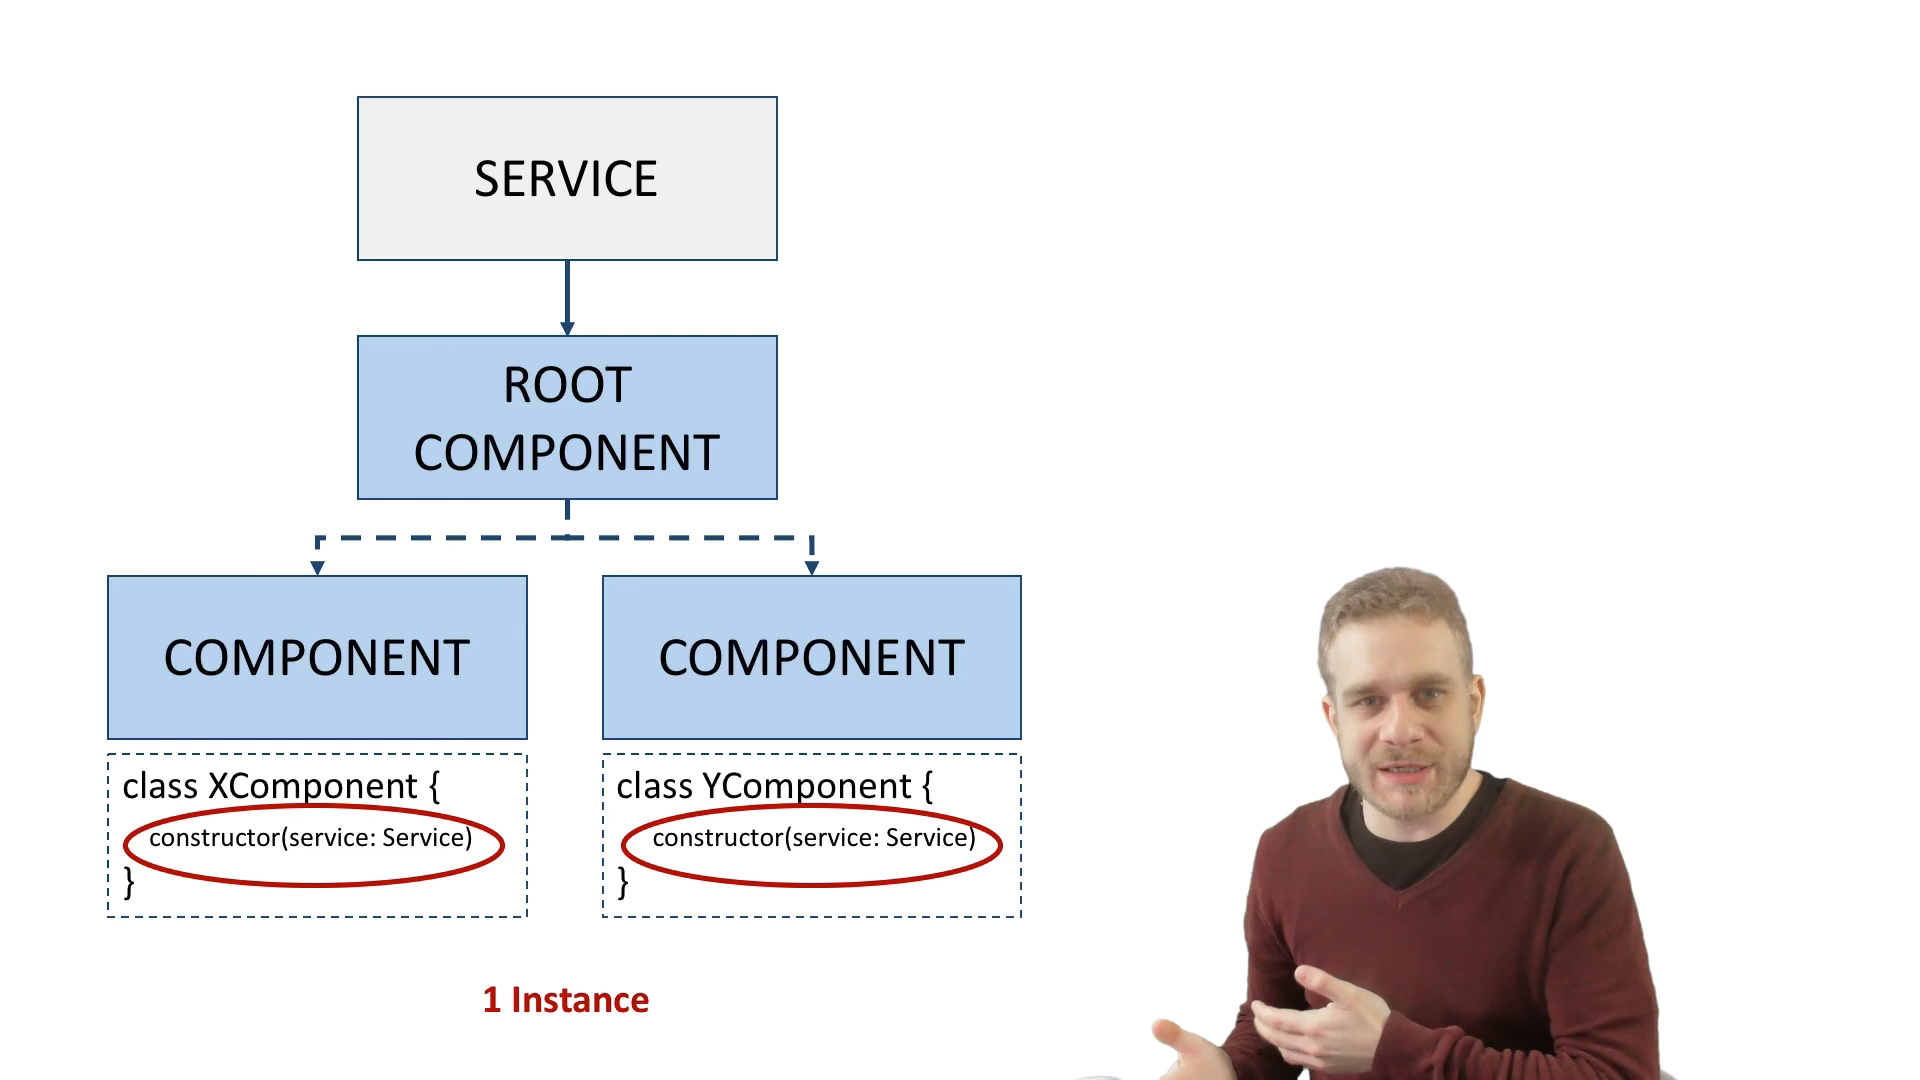 SERVICE
ROOT
COMPONENT
COMPONENT
class XComponent {
constructor(service: Service)
}
COMPONENT
class YComponent {
constructor(service: Service)
}
1 Instance